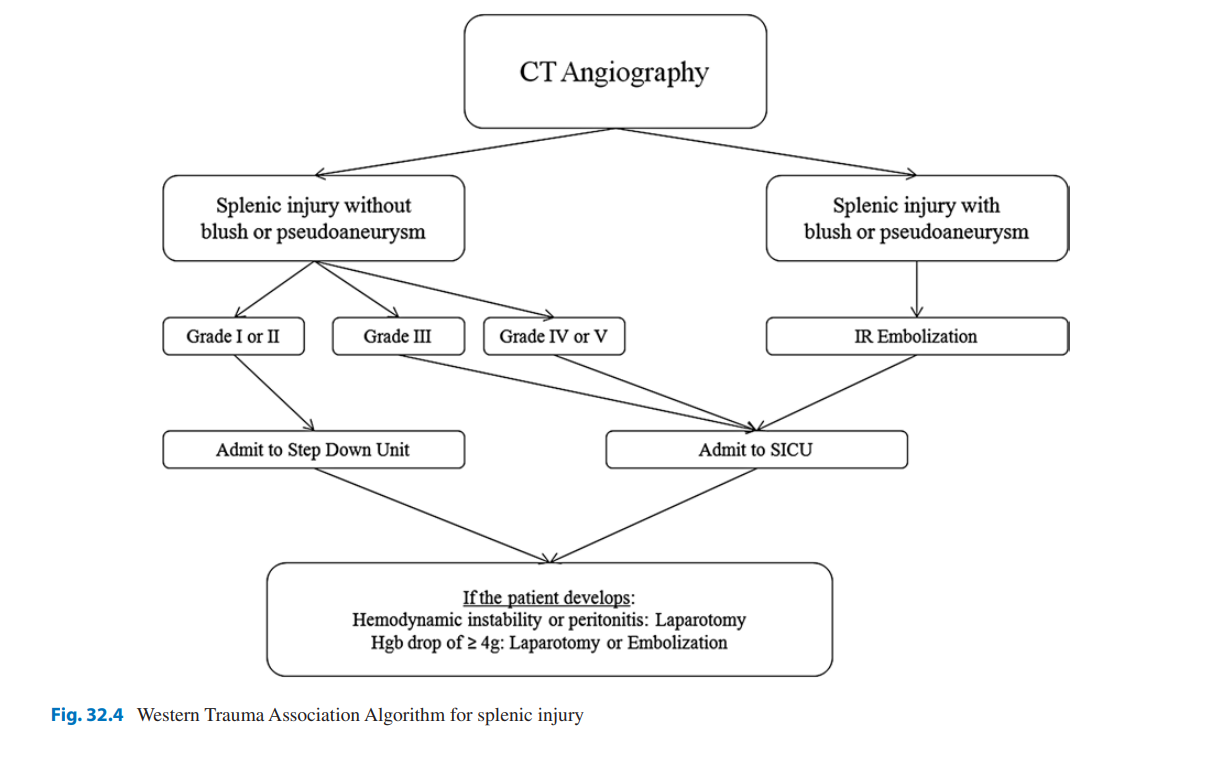 CT Angiography
Splenic injury without
blush or pseudoaneurysm
Splenic injury with
blush or pseudoaneurysm
Grade I or II
Grade III
Grade IV or V
IR Embolization
Admit to Step Down Unit
Admit to SICU
If the patient develops:
Hemodynamic instability or peritonitis: Laparotomy
Hgb drop of ≥ 4g: Laparotomy or Embolization
Fig. 32.4 Western Trauma Association Algorithm for splenic injury